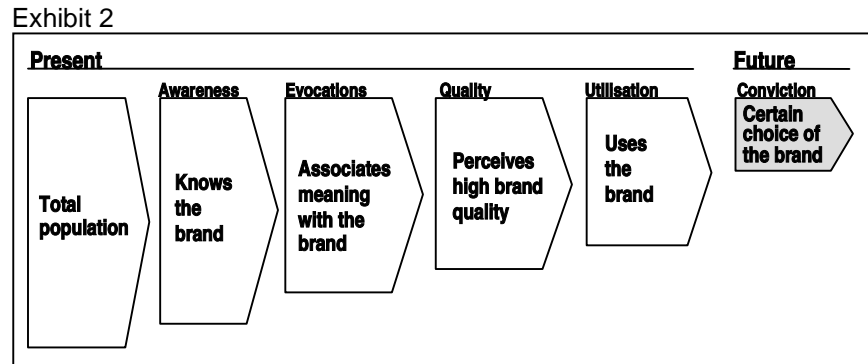 Exhibit 2
Present
Future
Awareness
Evocations
Quality
Utilisation
Conviction
Total
population
Knows
the
brand
Associates
meaning
with the
brand
Perceives
high brand
quality
Uses
the
brand
Certain
choice of
the brand